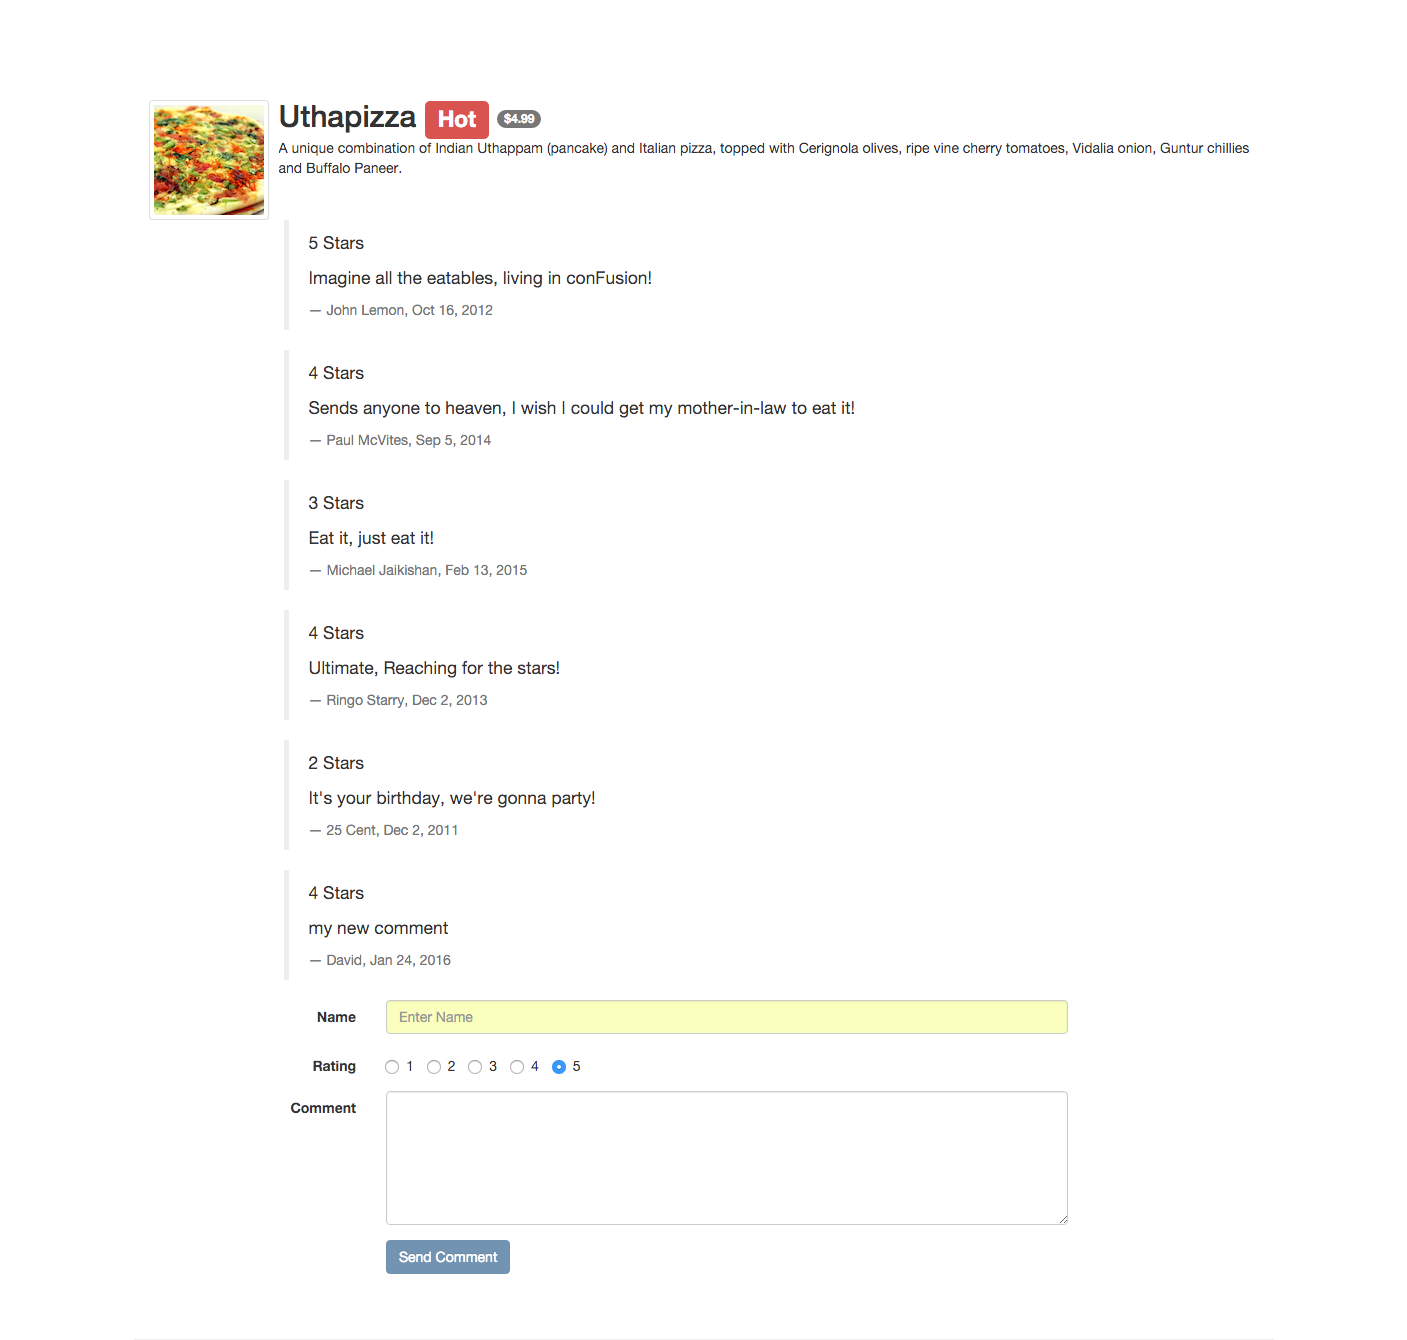 Uthapizza Hot $4.99
A unique combination of Indian Uthappam (pancake) and Italian pizza, topped with Cerignola olives, ripe vine cherry tomatoes, Vidalia onion, Guntur chillies
and Buffalo Paneer.
5 Stars
Imagine all the eatables, living in conFusion!
— John Lemon, Oct 16, 2012
4 Stars
Sends anyone to heaven, I wish I could get my mother-in-law to eat it!
— Paul McVites, Sep 5, 2014
3 Stars
Eat it, just eat it!
— Michael Jaikishan, Feb 13, 2015
4 Stars
Ultimate, Reaching for the stars!
— Ringo Starry, Dec 2, 2013
2 Stars
It's your birthday, we're gonna party!
— 25 Cent, Dec 2, 2011
4 Stars
my new comment
— David, Jan 24, 2016
Name Enter Name
Rating 1 2 3 4 5
Comment
Send Comment